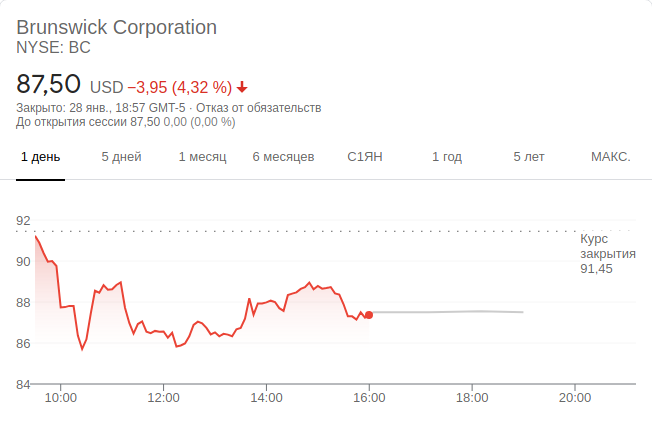 Brunswick Corporation
NYSE: BC
87,50 USD −3,95 (4,32 %)
Закрыто: 28 янв., 18:57 GMT-5 · Отказ от обязательств
До открытия сессии 87,50 0,00 (0,00 %)
1 день 5 дней 1 месяц 6 месяцев С1ЯН 1 год 5 лет МАКС.
92
Курс
закрытия
91,45
90
88
86
84
10:00 12:00 14:00 16:00 18:00 20:00